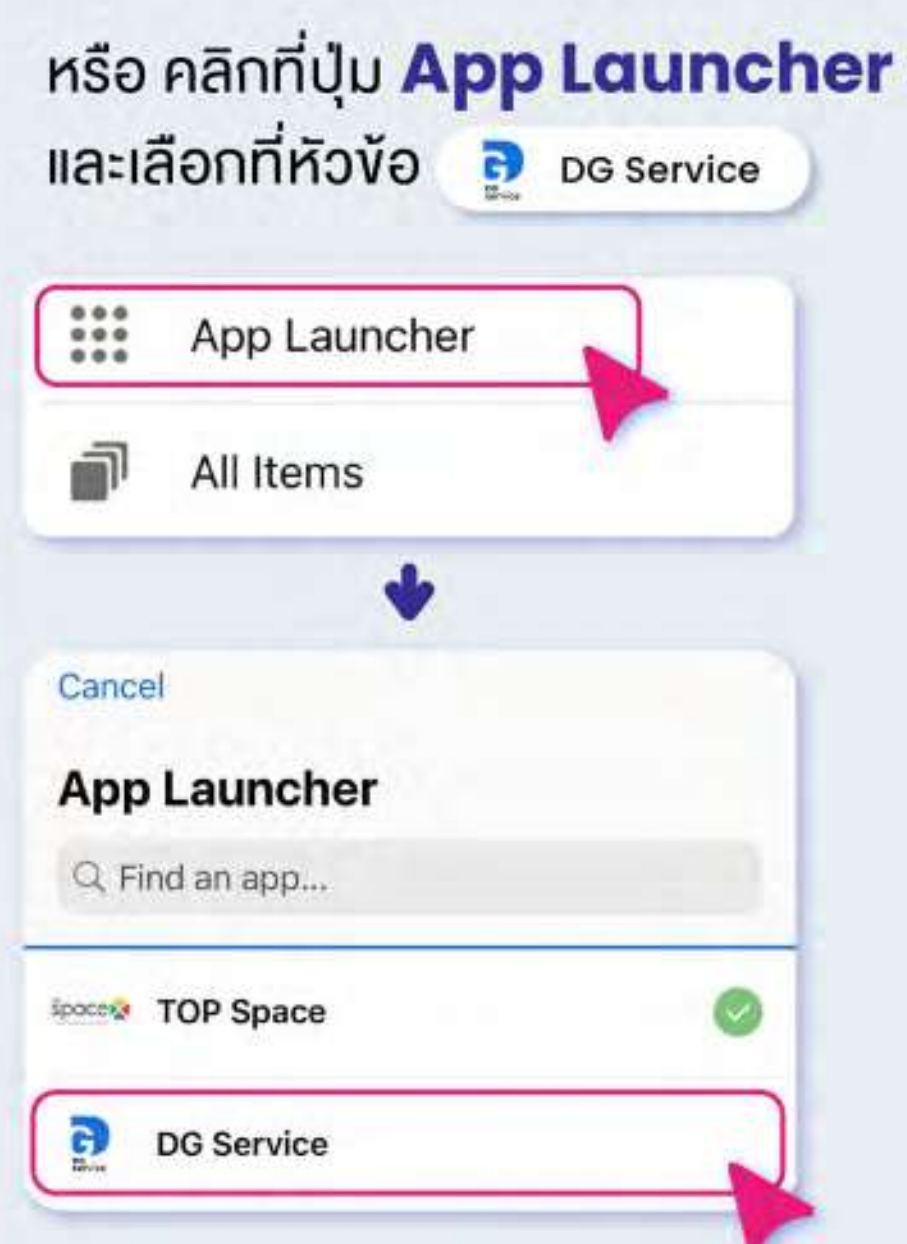 หรือ คลิกที่ปุ่ม App Launcher
และเลือกที่หัวข้อ DG Service
App Launcher
All Items
Cancel
App Launcher
Find an app...
TOP Space
DG Service